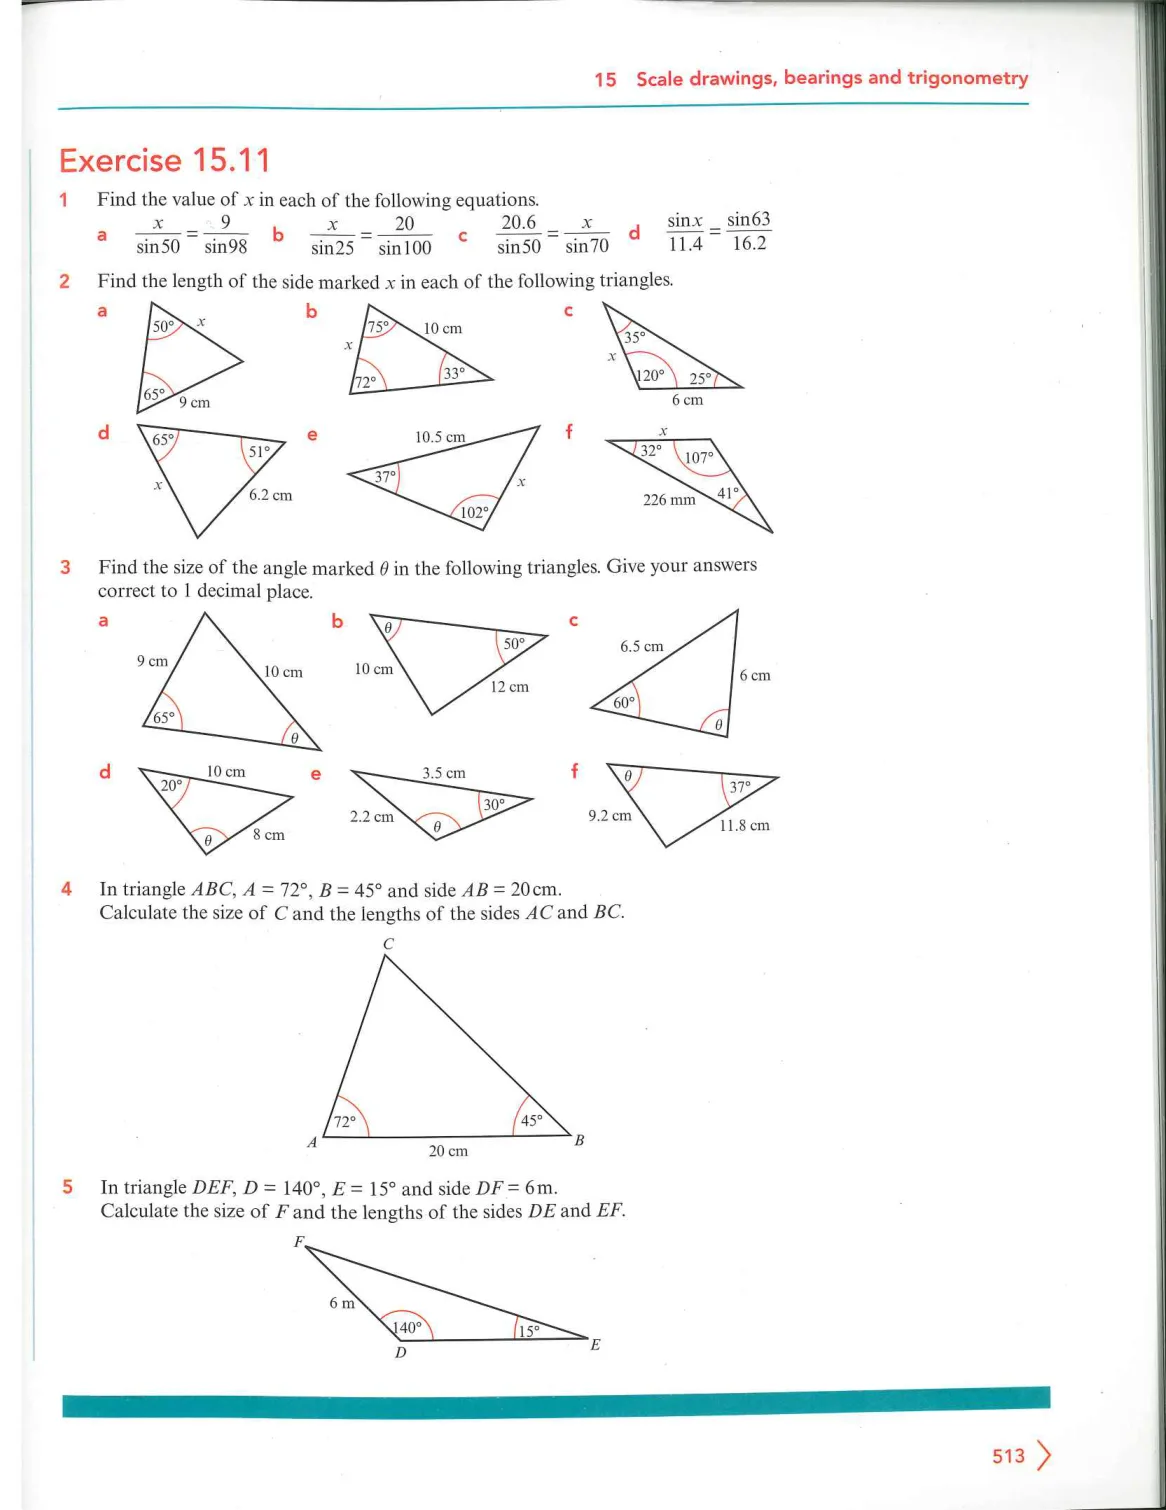 15 Scale drawings, bearings and trigonometry
Exercise 15.11
1 Find the value of x in each of the following equations.
a x/sin50 = 9/sin98 b x/sin25 = 20/sin100 c 20.6/sin50 = x/sin70 d sinx/11.4 = sin63/16.2
2 Find the length of the side marked x in each of the following triangles.
a 50° x 65° 9 cm
b 75° 10 cm x 72° 33°
c 35° x 120° 25° 6 cm
d 65° 51° x 6.2 cm
e 10.5 cm 37° x 102°
f x 32° 107° 226 mm 41°
3 Find the size of the angle marked θ in the following triangles. Give your answers
correct to 1 decimal place.
a 9 cm 10 cm 65° θ
b θ 50° 10 cm 12 cm
c 6.5 cm 6 cm 60° θ
d 10 cm 20° 8 cm θ
e 3.5 cm 30° 2.2 cm θ
f θ 37° 9.2 cm 11.8 cm
4 In triangle ABC, A = 72°, B = 45° and side AB = 20cm.
Calculate the size of C and the lengths of the sides AC and BC.
C
72° 45°
A B
20 cm
5 In triangle DEF, D = 140°, E = 15° and side DF = 6m.
Calculate the size of F and the lengths of the sides DE and EF.
F
6 m
140° 15°
D E
513